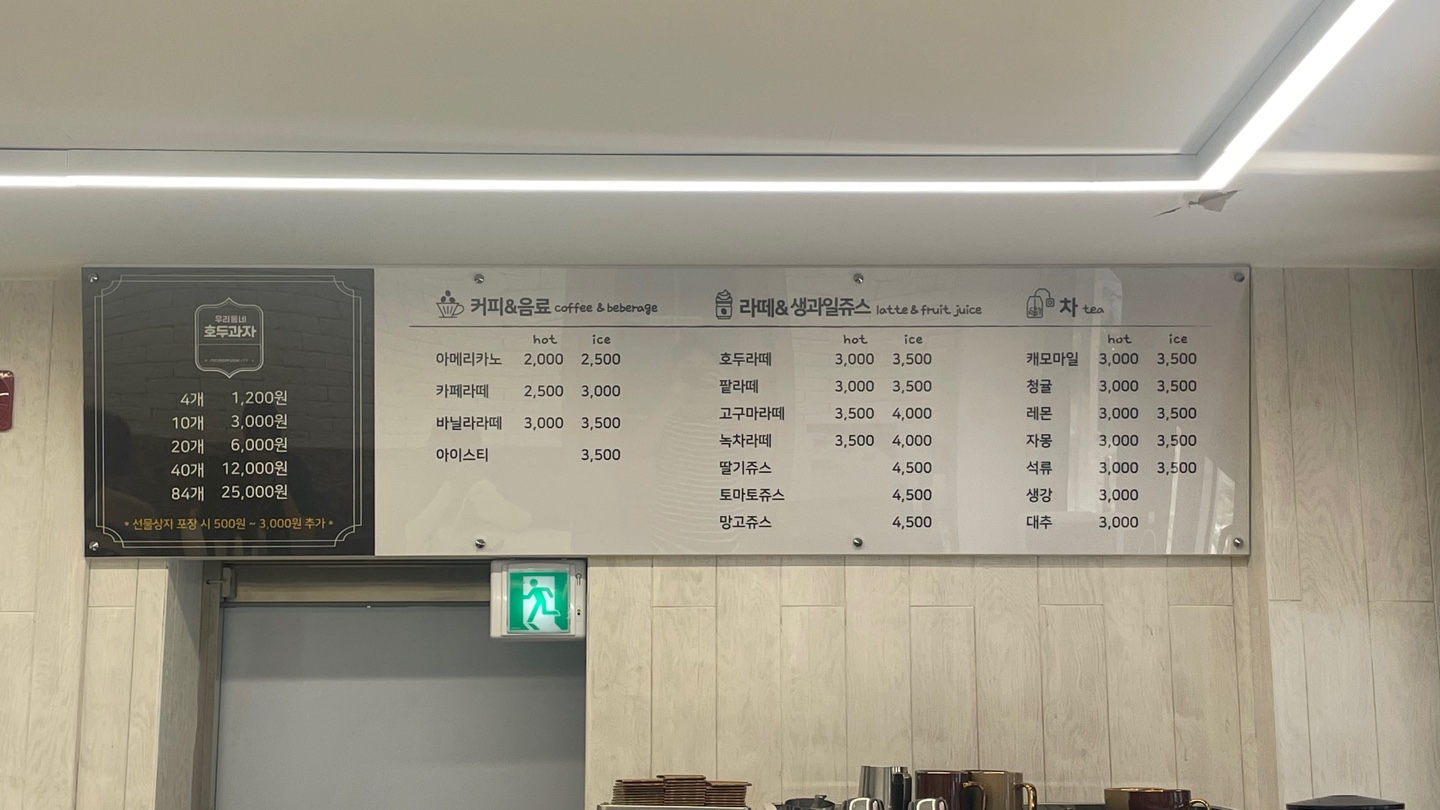 우리동네
호두과자
4개 1,200원
10개 3,000원
20개 6,000원
40개 12,000원
84개 25,000원
* 선물상자 포장 시 500원 ~ 3,000원 추가 *
커피&음료 coffee & beberage
hot ice
아메리카노 2,000 2,500
카페라떼 2,500 3,000
바닐라라떼 3,000 3,500
아이스티 3,500
라떼&생과일쥬스 latte & fruit juice
hot ice
호두라떼 3,000 3,500
팥라떼 3,000 3,500
고구마라떼 3,500 4,000
녹차라떼 3,500 4,000
딸기쥬스 4,500
토마토쥬스 4,500
망고쥬스 4,500
차 tea
hot ice
캐모마일 3,000 3,500
청귤 3,000 3,500
레몬 3,000 3,500
자몽 3,000 3,500
석류 3,000 3,500
생강 3,000
대추 3,000